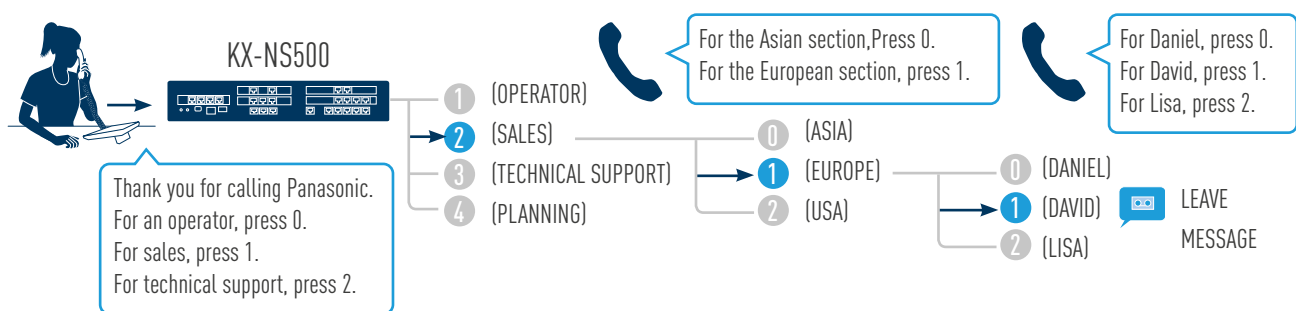 KX-NS500
Thank you for calling Panasonic.
For an operator, press 0.
For sales, press 1.
For technical support, press 2.
1 (OPERATOR)
2 (SALES)
3 (TECHNICAL SUPPORT)
4 (PLANNING)
For the Asian section,Press 0.
For the European section, press 1.
0 (ASIA)
1 (EUROPE)
2 (USA)
For Daniel, press 0.
For David, press 1.
For Lisa, press 2.
0 (DANIEL)
1 (DAVID)
2 (LISA)
LEAVE
MESSAGE